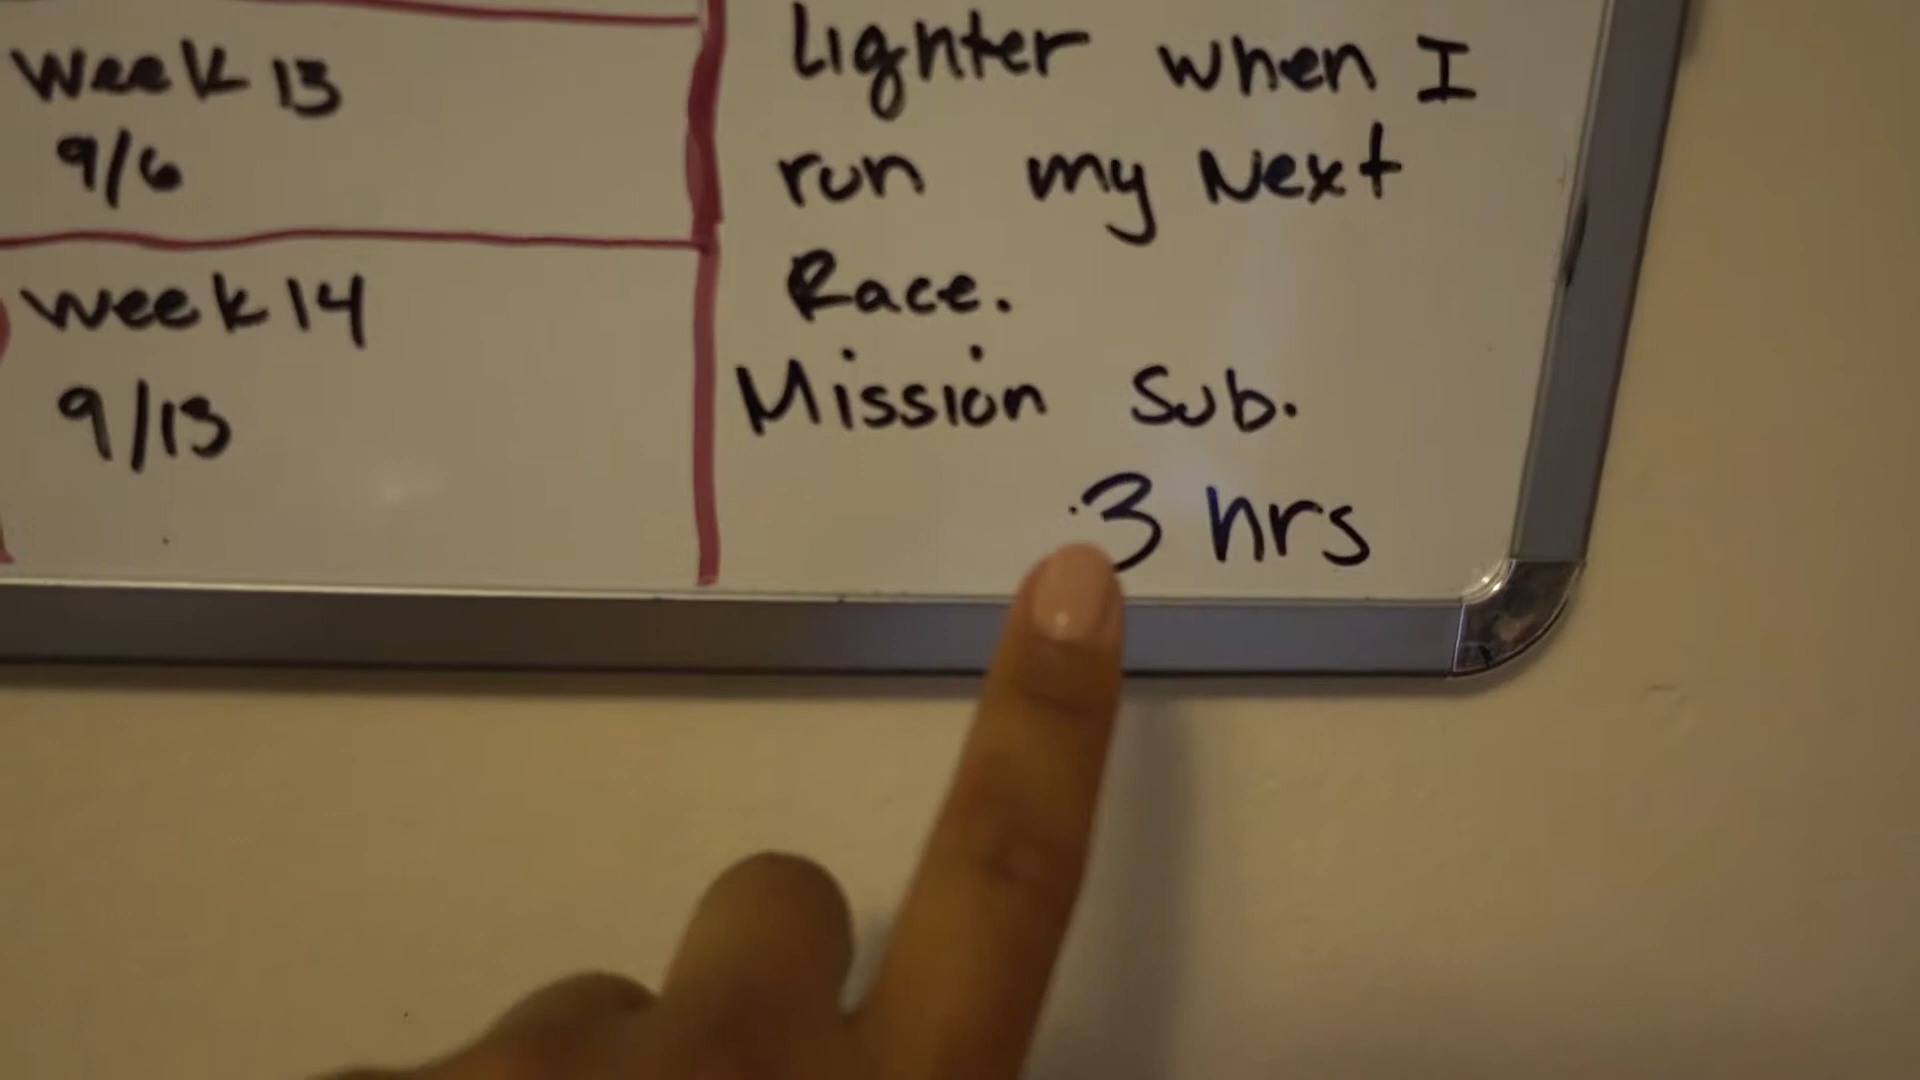 Week 13
9/6
Week 14
9/13
Lighter when I
run my Next
Race.
Mission Sub.
3 hrs